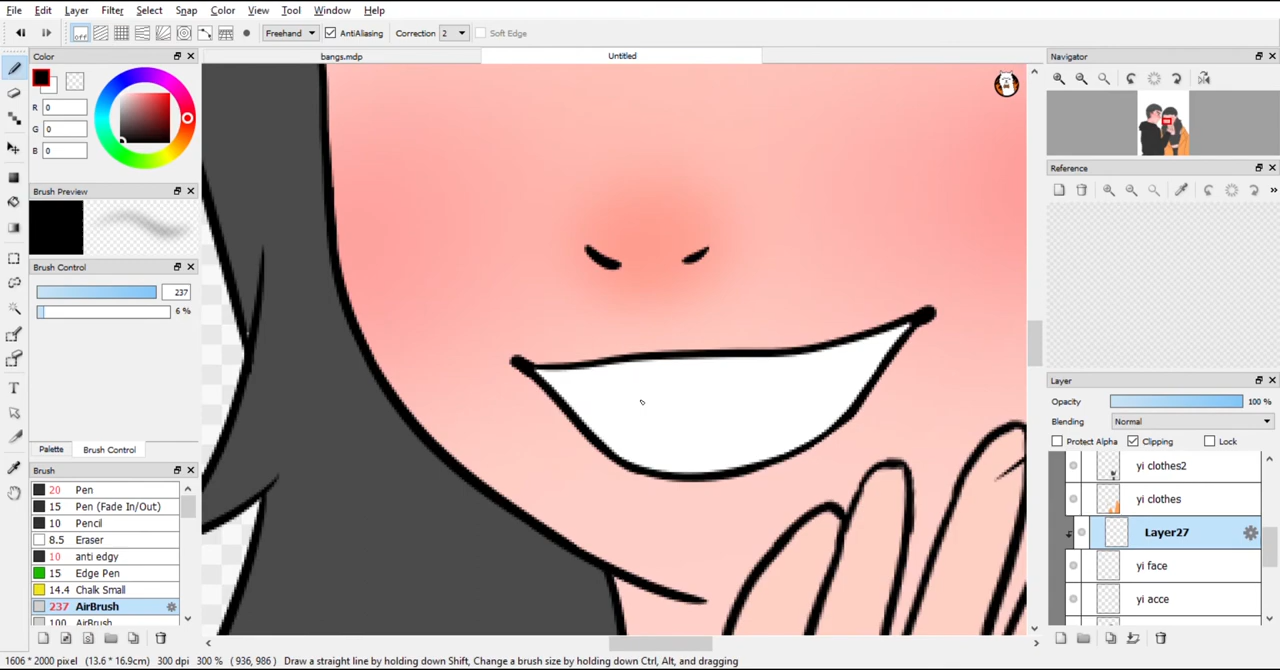 File Edit Layer Filter Select Snap Color View Tool Window Help
off Freehand AntiAliasing Correction 2 Soft Edge
Color
bangs.mdp Untitled
Navigator
R 0
G 0
B 0
Brush Preview
Reference
»
Brush Control
237
6 %
Layer
Opacity 100 %
Blending Normal
Protect Alpha Clipping Lock
Palette Brush Control
yi clothes2
yi clothes
Layer27
yi face
yi acce
Brush
20 Pen
15 Pen (Fade In/Out)
10 Pencil
8.5 Eraser
10 anti edgy
15 Edge Pen
14.4 Chalk Small
237 AirBrush
100 AirBrush
1606 * 2000 pixel (13.6 * 16.9cm) 300 dpi 300 % ( 936, 986 ) Draw a straight line by holding down Shift, Change a brush size by holding down Ctrl, Alt, and dragging